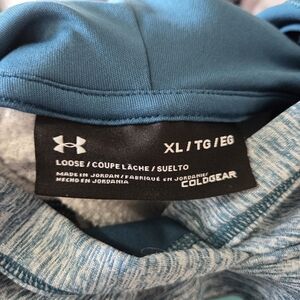 XL / TG / EG
LOOSE / COUPE LÂCHE / SUELTO
MADE IN JORDAN / FABRIQUÉ EN JORDANIE/
HECHO EN JORDANIA
COLDGEAR